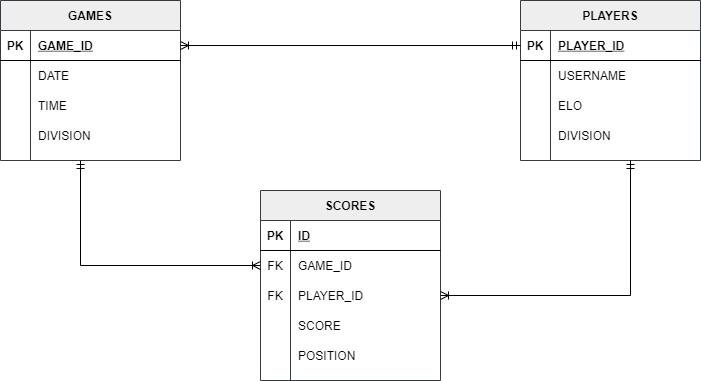 GAMES
PK GAME_ID
DATE
TIME
DIVISION
PLAYERS
PK PLAYER_ID
USERNAME
ELO
DIVISION
SCORES
PK ID
FK GAME_ID
FK PLAYER_ID
SCORE
POSITION